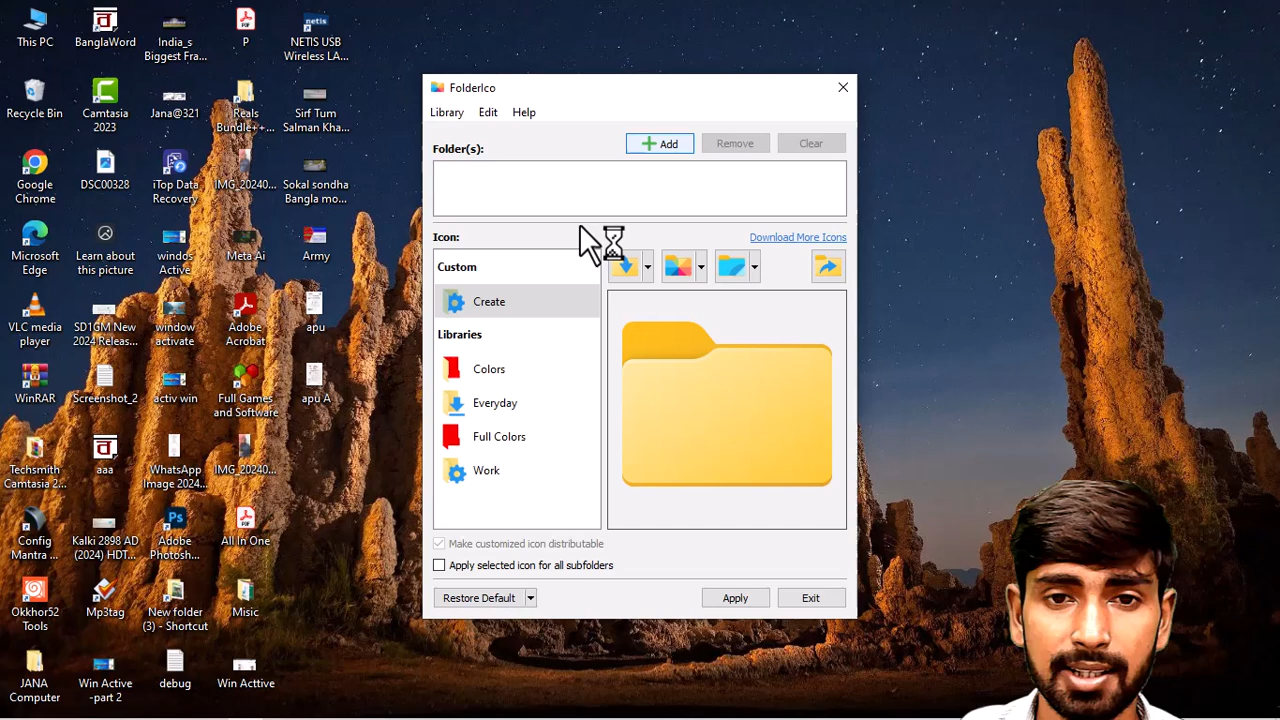 This PC
BanglaWord
India_s
Biggest Fra...
P
NETIS USB
Wireless LA...
Recycle Bin
Camtasia
2023
Jana@321
Reals
Bundle++...
Sirf Tum
Salman Kha...
Google
Chrome
DSC00328
iTop Data
Recovery
IMG_20240...
Sokal sondha
Bangla mo...
Microsoft
Edge
Learn about
this picture
windos
Active
Meta Ai
Army
VLC media
player
SD1GM New
2024 Releas...
window
activate
Adobe
Acrobat
apu
WinRAR
Screenshot_2
activ win
Full Games
and Software
apu A
Techsmith
Camtasia 2...
aaa
WhatsApp
Image 2024...
IMG_20240...
Config
Mantra ...
Kalki 2898 AD
(2024) HDT...
Adobe
Photosh...
All In One
Okkhor52
Tools
Mp3tag
New folder
(3) - Shortcut
Misic
JANA
Computer
Win Active
-part 2
debug
Win Acttive
netis
FolderIco
Library Edit Help
Folder(s):
Add Remove Clear
Icon:
Download More Icons
Custom
Create
Libraries
Colors
Everyday
Full Colors
Work
Make customized icon distributable
Apply selected icon for all subfolders
Restore Default
Apply
Exit